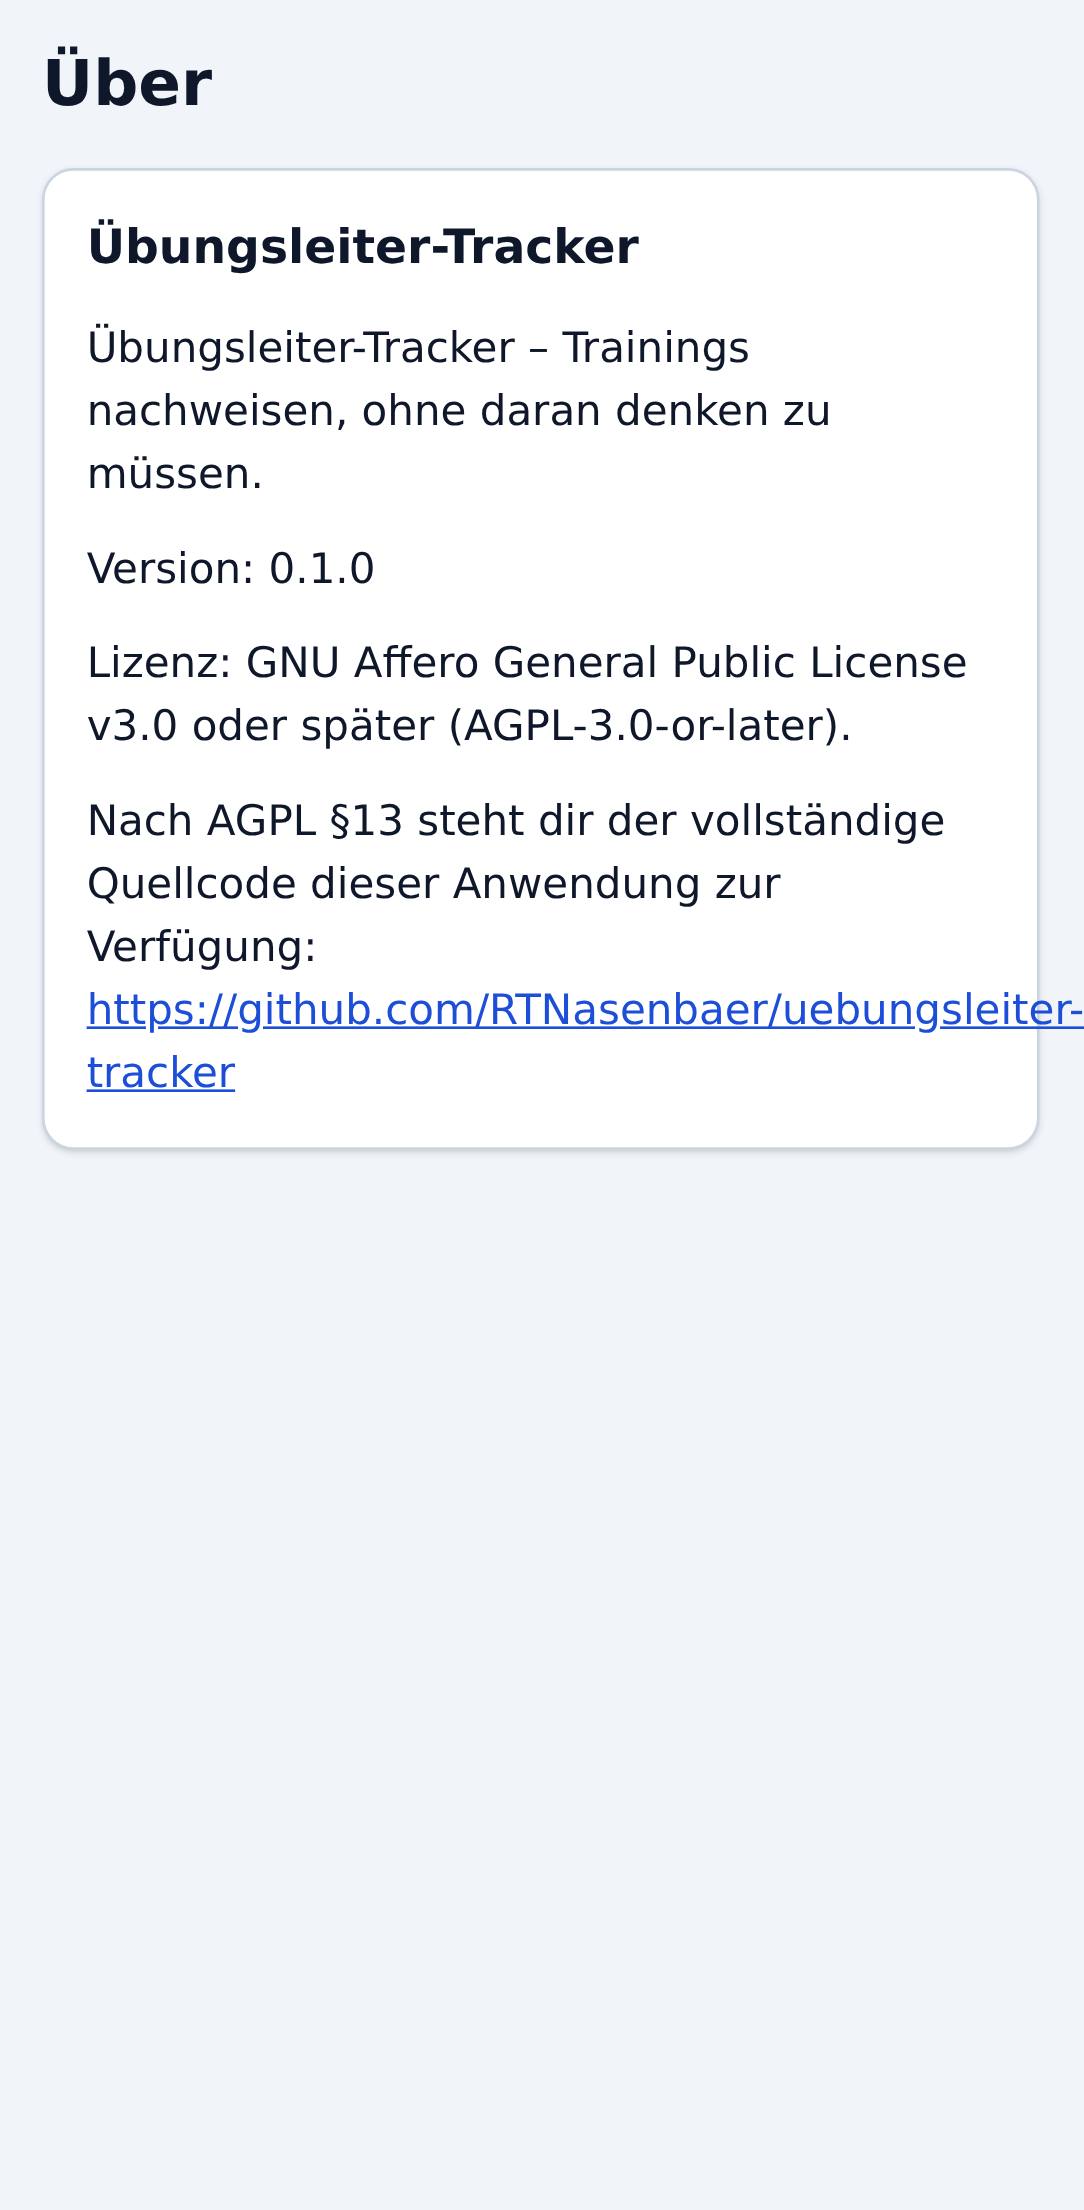 Über
Übungsleiter-Tracker
Übungsleiter-Tracker – Trainings
nachweisen, ohne daran denken zu
müssen.
Version: 0.1.0
Lizenz: GNU Affero General Public License
v3.0 oder später (AGPL-3.0-or-later).
Nach AGPL §13 steht dir der vollständige
Quellcode dieser Anwendung zur
Verfügung:
https://github.com/RTNasenbaer/uebungsleiter-
tracker